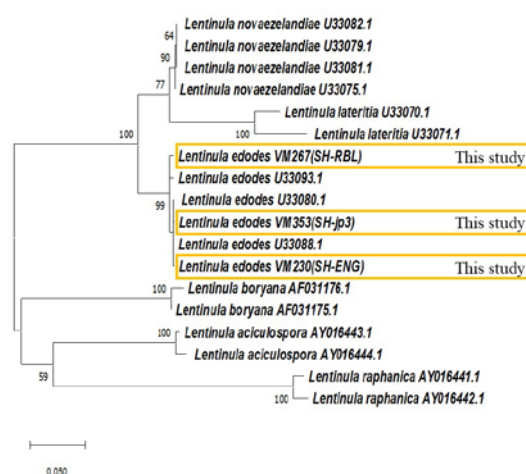 Lentinula novaezelandiae U33082.1
64
Lentinula novaezelandiae U33079.1
90
Lentinula novaezelandiae U33081.1
77
Lentinula novaezelandiae U33075.1
Lentinula lateritia U33070.1
100
100
Lentinula lateritia U33071.1
Lentinula edodes VM267(SH-RBL) This study
Lentinula edodes U33093.1
Lentinula edodes U33080.1
99
Lentinula edodes VM353(SH-jp3) This study
Lentinula edodes U33088.1
Lentinula edodes VM230(SH-ENG) This study
100
Lentinula boryana AF031176.1
Lentinula boryana AF031175.1
100
Lentinula aciculospora AY016443.1
Lentinula aciculospora AY016444.1
59
Lentinula raphanica AY016441.1
100
Lentinula raphanica AY016442.1
0.050